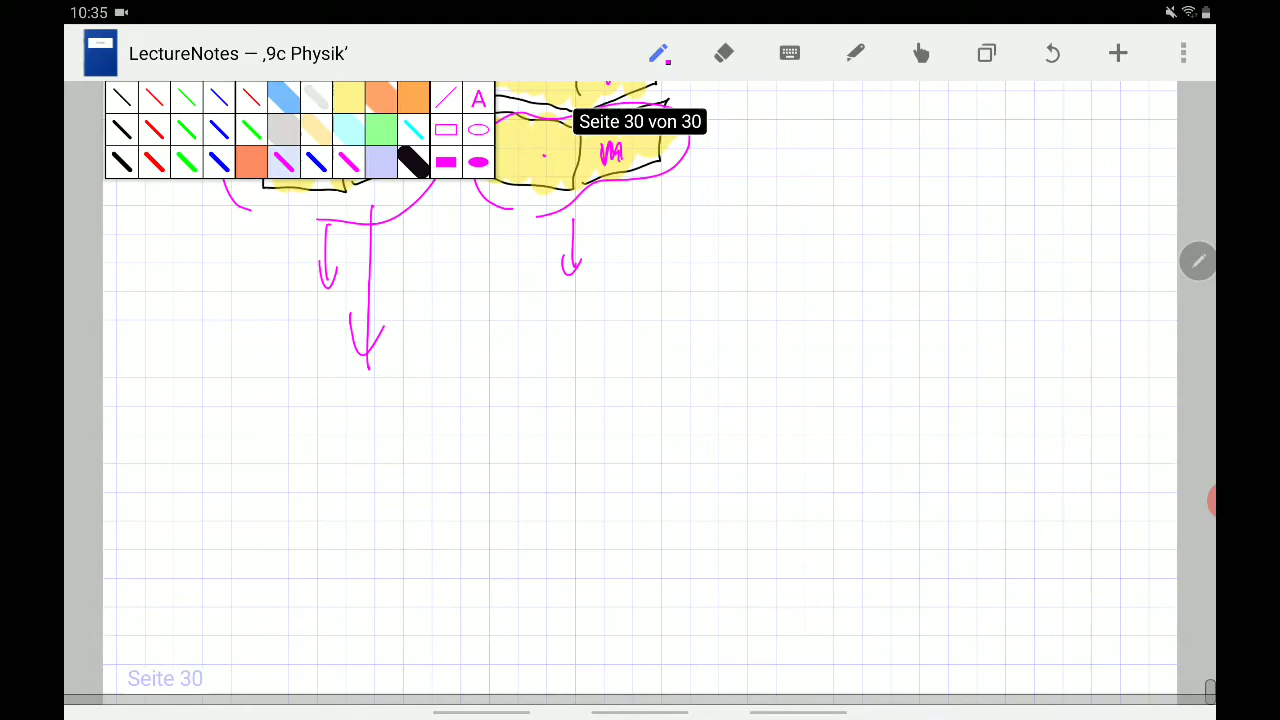 10:35
LectureNotes — ‚9c Physik’
A
Seite 30 von 30
m
Seite 30